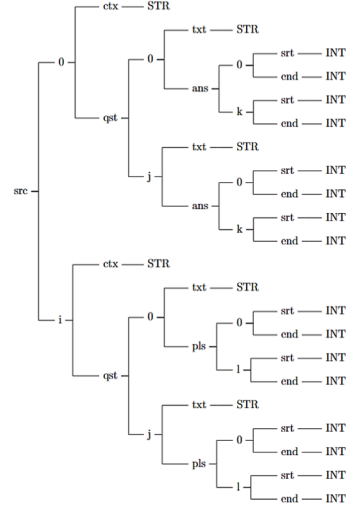 ctx STR
txt STR
0 srt INT
0 0
end INT
ans
srt INT
qst k
end INT
txt STR
srt INT
j 0
end INT
ans
src srt INT
k
end INT
ctx STR
txt STR
srt INT
0 0
i end INT
pls
srt INT
qst l
end INT
txt STR
srt INT
j 0
end INT
pls
srt INT
l
end INT